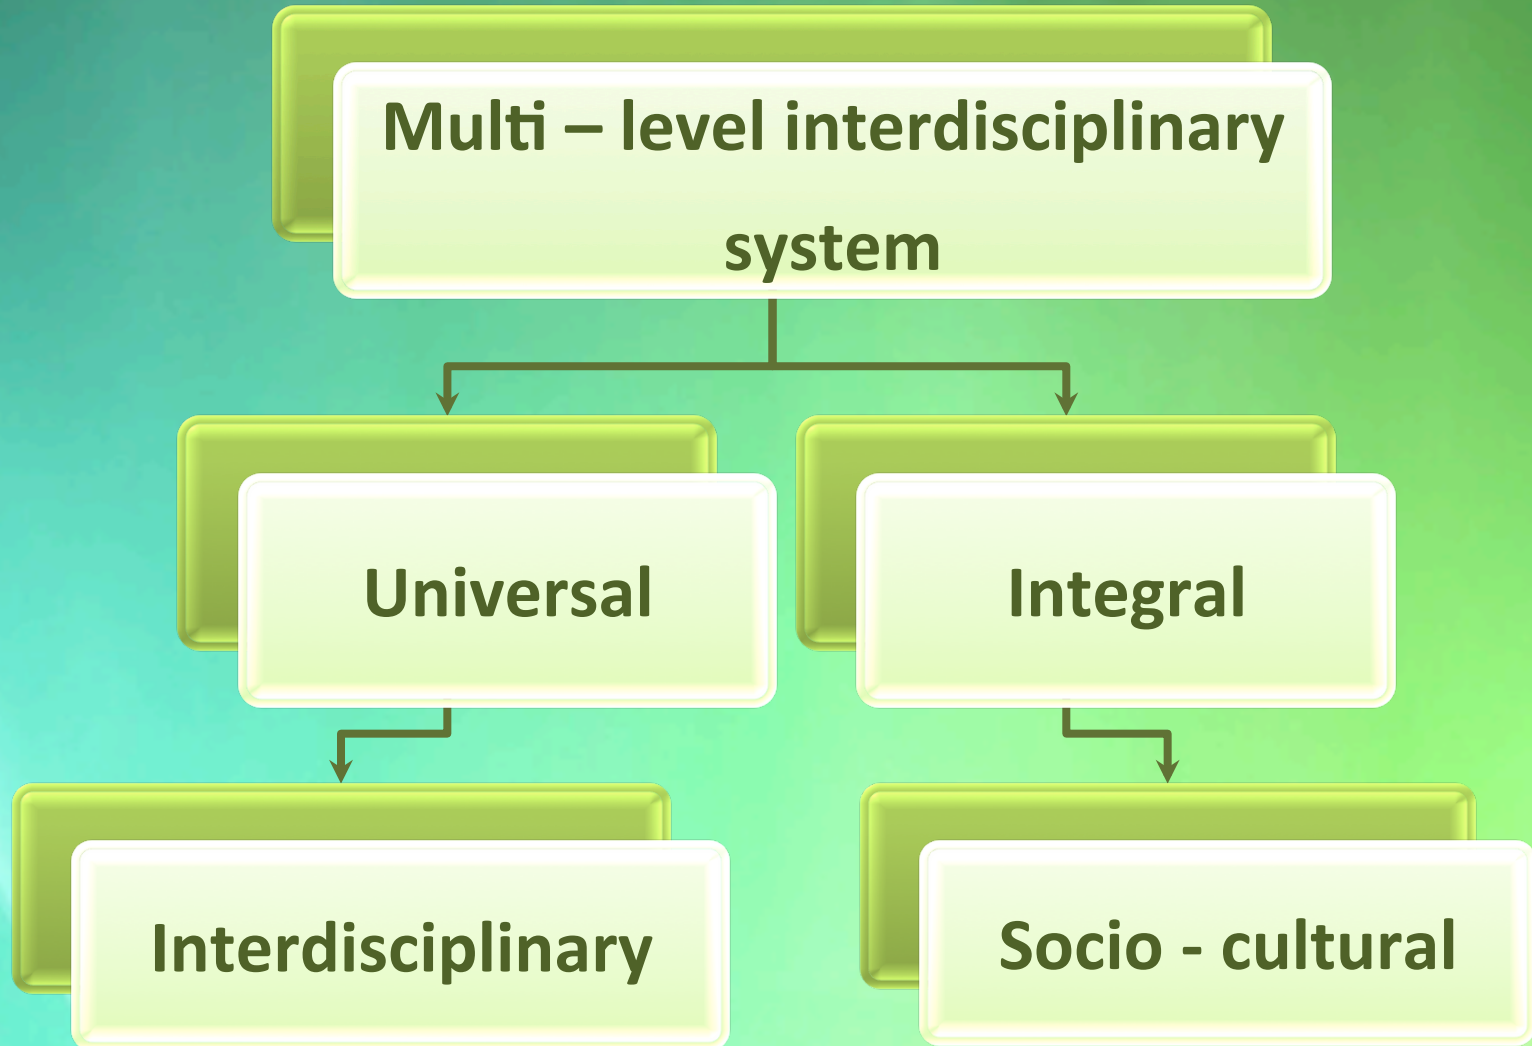 Multi – level interdisciplinary
system
Universal
Integral
Interdisciplinary
Socio - cultural